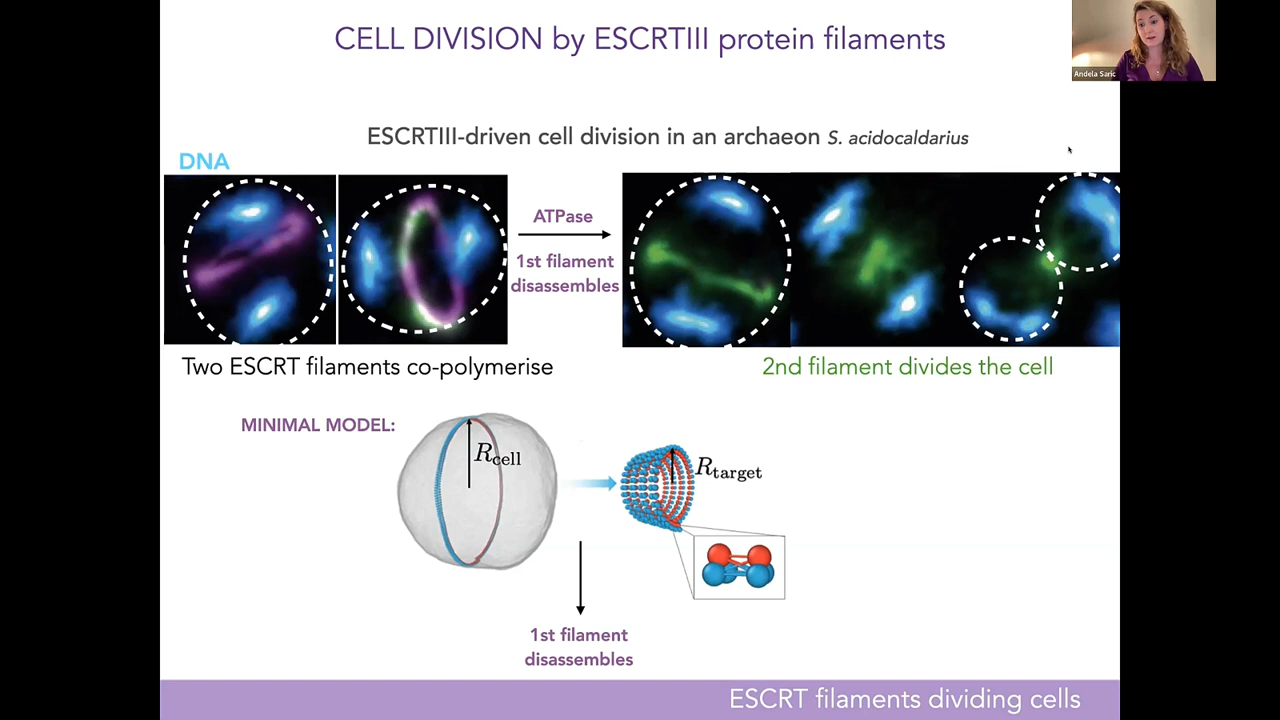 CELL DIVISION by ESCRTIII protein filaments
Andela Saric
ESCRTIII-driven cell division in an archaeon S. acidocaldarius
DNA
ATPase
1st filament
disassembles
Two ESCRT filaments co-polymerise
2nd filament divides the cell
MINIMAL MODEL:
Rcell
Rtarget
1st filament
disassembles
ESCRT filaments dividing cells